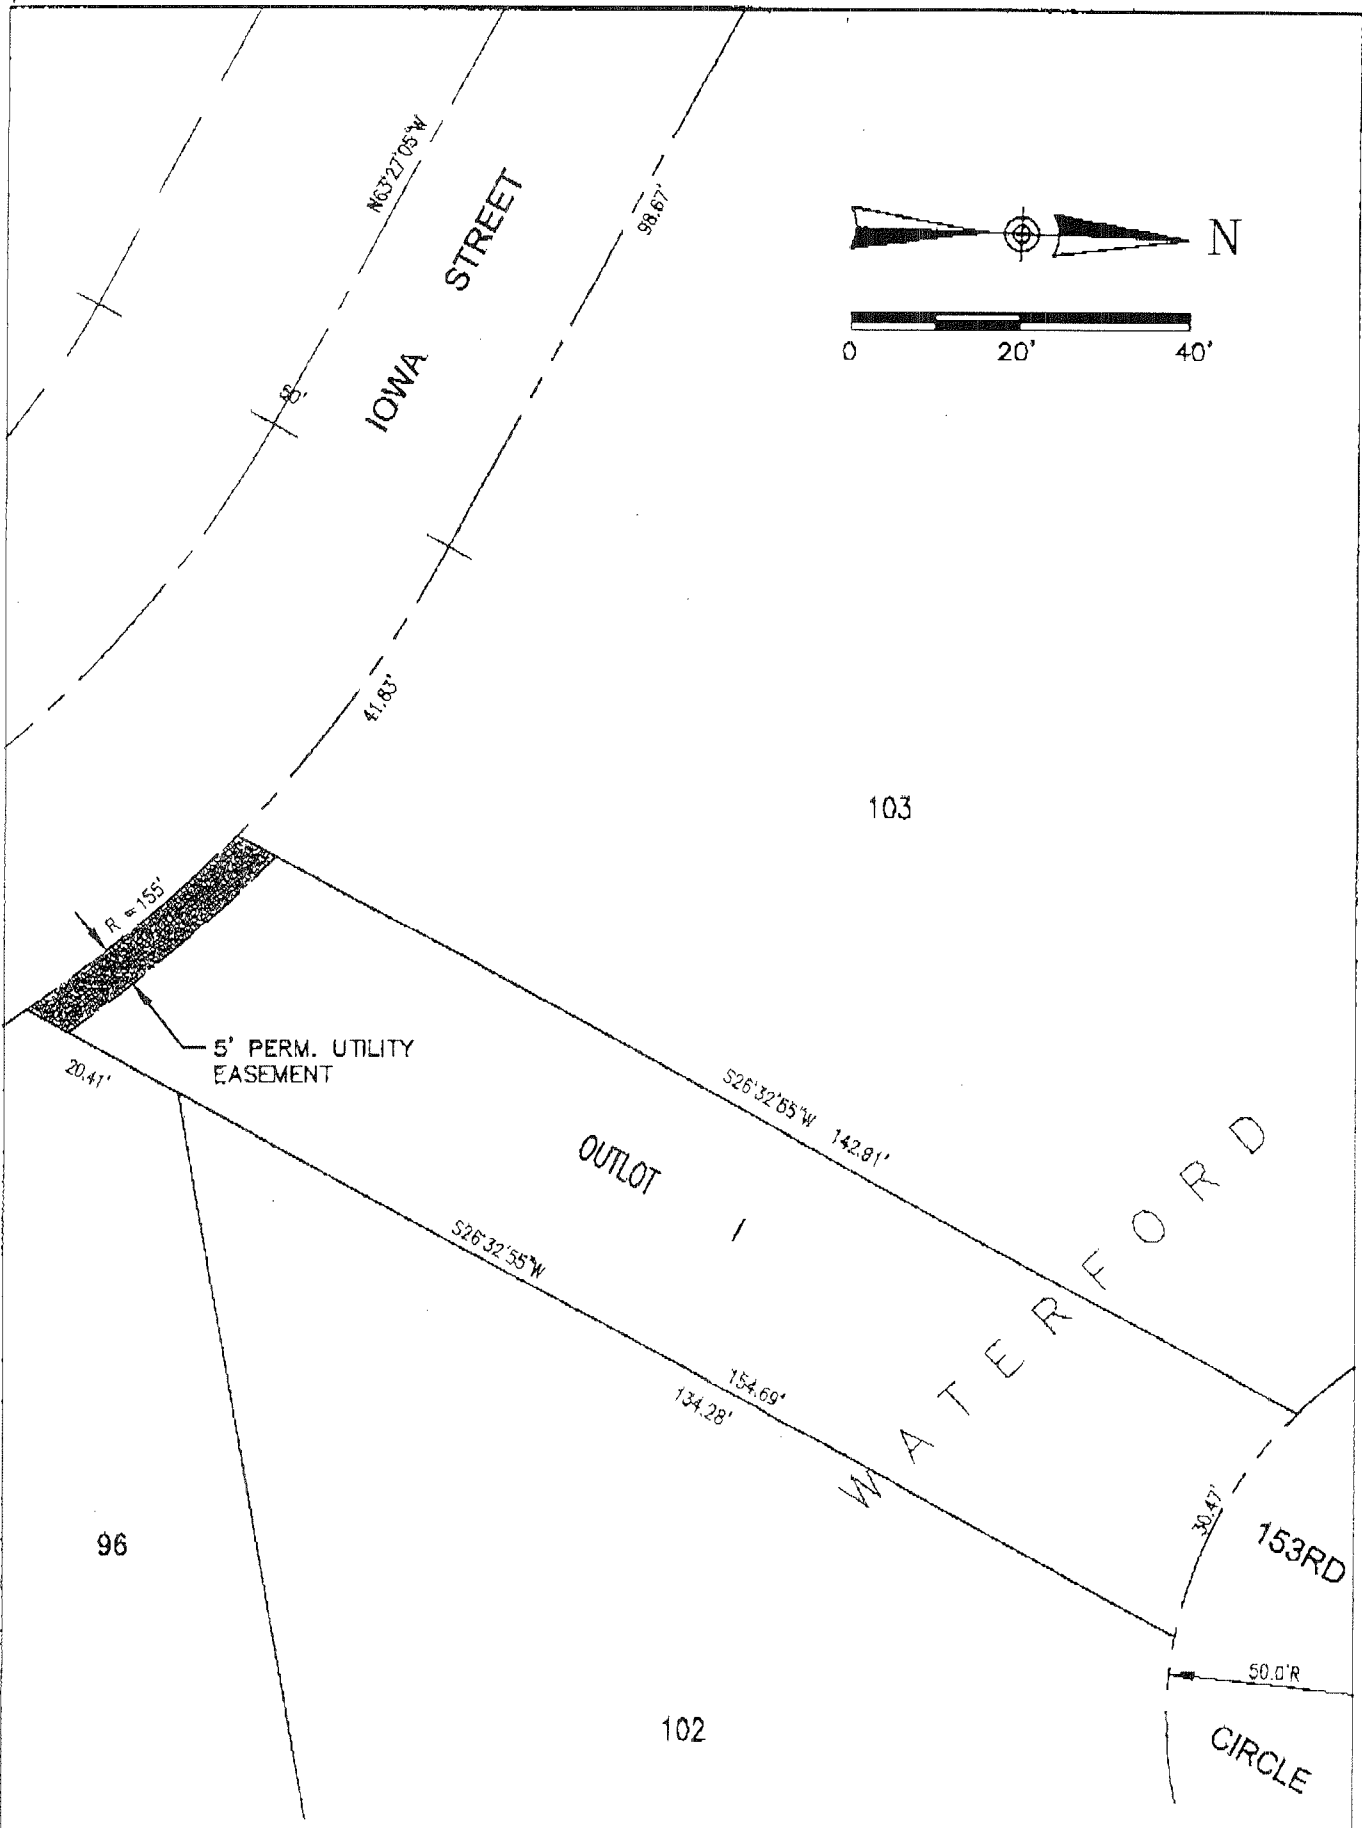 N63°27'05"W
IOWA STREET
98.67'
N
0 20' 40'
41.83'
103
R = 155'
5' PERM. UTILITY
EASEMENT
20.41'
S26°32'55"W 142.91'
OUTLOT
I
S26°32'55"W
154.69'
134.28'
WATERFORD
30.47'
153RD
96
50.0'R
102
CIRCLE